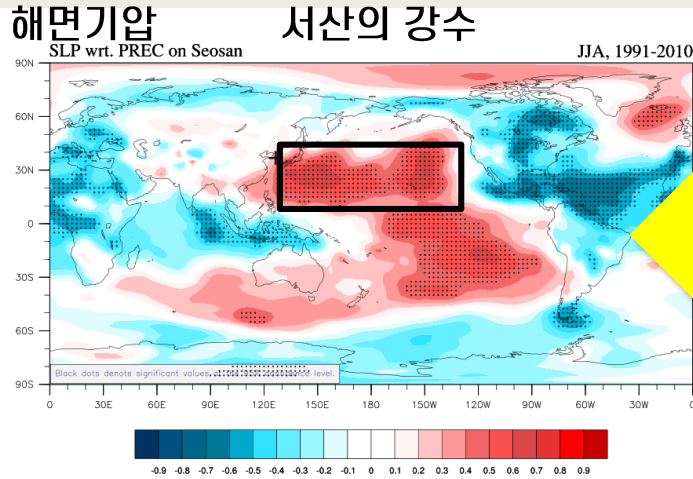 해면기압 서산의 강수
SLP wrt. PREC on Seosan JJA, 1991-2010
90N
60N
30N
0
30S
60S
90S
Black dots denote significant values level.
0 30E 60E 90E 120E 150E 180 150W 120W 90W 60W 30W 0
-0.9 -0.8 -0.7 -0.6 -0.5 -0.4 -0.3 -0.2 -0.1 0 0.1 0.2 0.3 0.4 0.5 0.6 0.7 0.8 0.9